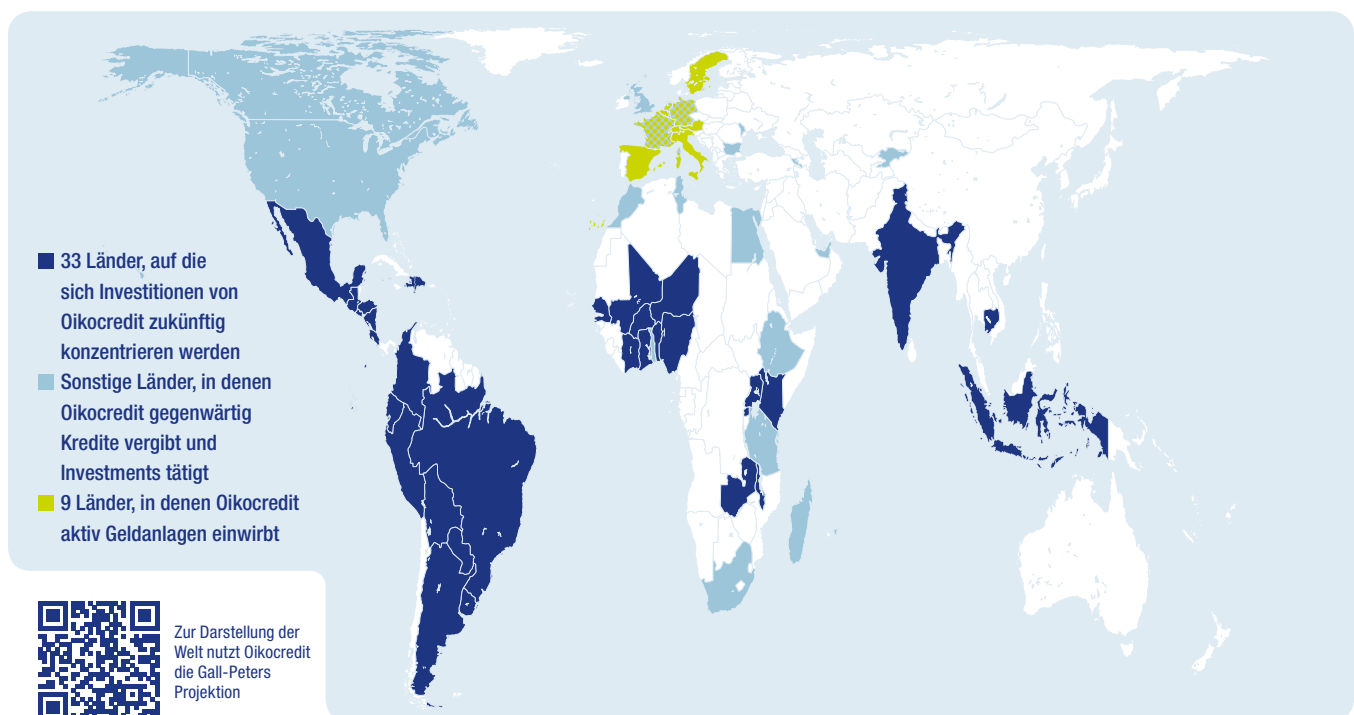 33 Länder, auf die
sich Investitionen von
Oikocredit zukünftig
konzentrieren werden
Sonstige Länder, in denen
Oikocredit gegenwärtig
Kredite vergibt und
Investments tätigt
9 Länder, in denen Oikocredit
aktiv Geldanlagen einwirbt
Zur Darstellung der
Welt nutzt Oikocredit
die Gall-Peters
Projektion